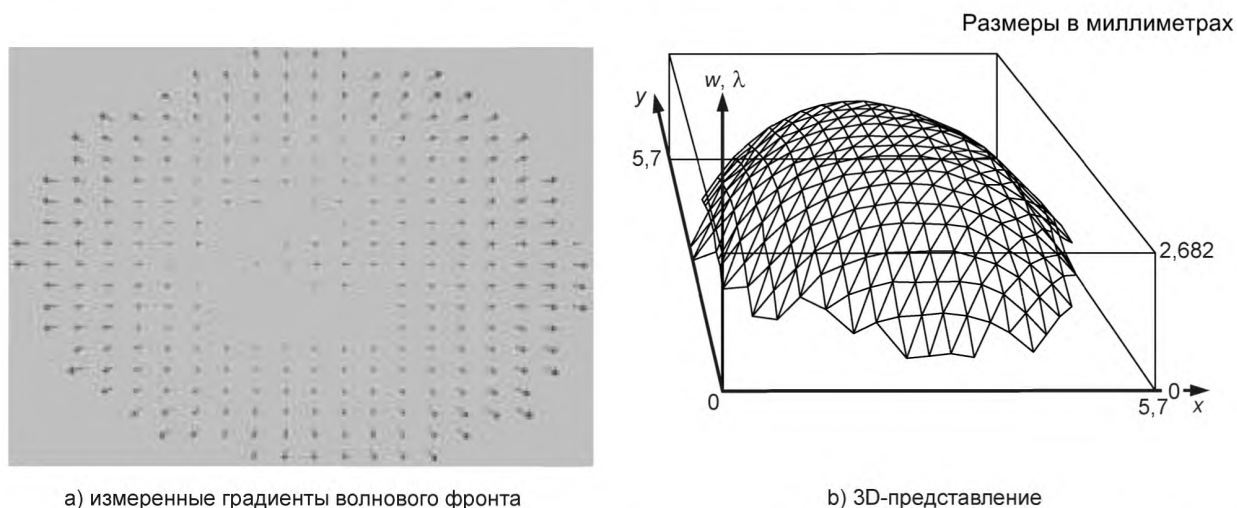 Размеры в миллиметрах
y
w, λ
5,7
2,682
0
0
5,7
x
a) измеренные градиенты волнового фронта
b) 3D-представление